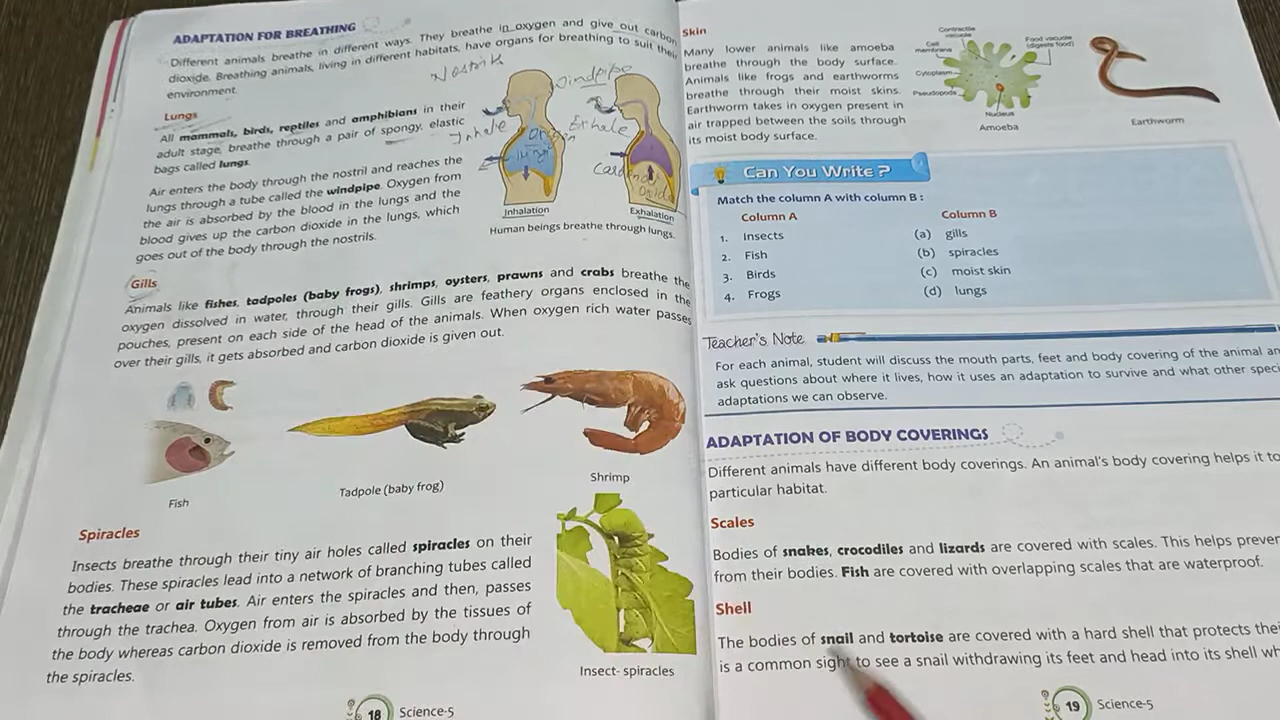 ADAPTATION FOR BREATHING
Different animals breathe in different ways. They breathe in oxygen and give out carbon
dioxide. Breathing animals, living in different habitats, have organs for breathing to suit their
environment.
Lungs
All mammals, birds, reptiles and amphibians in their
adult stage, breathe through a pair of spongy, elastic
bags called lungs.
Air enters the body through the nostril and reaches the
lungs through a tube called the windpipe. Oxygen from
the air is absorbed by the blood in the lungs and the
blood gives up the carbon dioxide in the lungs, which
goes out of the body through the nostrils.
Windpipe
Inhale
Exhale
lungs
Inhalation
Exhalation
Human beings breathe through lungs.
Gills
Animals like fishes, tadpoles (baby frogs), shrimps, oysters, prawns and crabs breathe the
oxygen dissolved in water, through their gills. Gills are feathery organs enclosed in the
pouches, present on each side of the head of the animals. When oxygen rich water passes
over their gills, it gets absorbed and carbon dioxide is given out.
Fish
Tadpole (baby frog)
Shrimp
Spiracles
Insects breathe through their tiny air holes called spiracles on their
bodies. These spiracles lead into a network of branching tubes called
the tracheae or air tubes. Air enters the spiracles and then, passes
through the trachea. Oxygen from air is absorbed by the tissues of
the body whereas carbon dioxide is removed from the body through
the spiracles.
Insect- spiracles
18 Science-5
Skin
Many lower animals like amoeba
breathe through the body surface.
Animals like frogs and earthworms
breathe through their moist skins.
Earthworm takes in oxygen present in
air trapped between the soils through
its moist body surface.
Contractile
vacuole
Cell
membrane
Food vacuole
(digests food)
Cytoplasm
Pseudopods
Nucleus
Amoeba
Earthworm
Can You Write ?
Match the column A with column B :
Column A Column B
1. Insects (a) gills
2. Fish (b) spiracles
3. Birds (c) moist skin
4. Frogs (d) lungs
Teacher's Note
For each animal, student will discuss the mouth parts, feet and body covering of the animal an
ask questions about where it lives, how it uses an adaptation to survive and what other speci
adaptations we can observe.
ADAPTATION OF BODY COVERINGS
Different animals have different body coverings. An animal's body covering helps it to
particular habitat.
Scales
Bodies of snakes, crocodiles and lizards are covered with scales. This helps preven
from their bodies. Fish are covered with overlapping scales that are waterproof.
Shell
The bodies of snail and tortoise are covered with a hard shell that protects thei
is a common sight to see a snail withdrawing its feet and head into its shell wh
19 Science-5